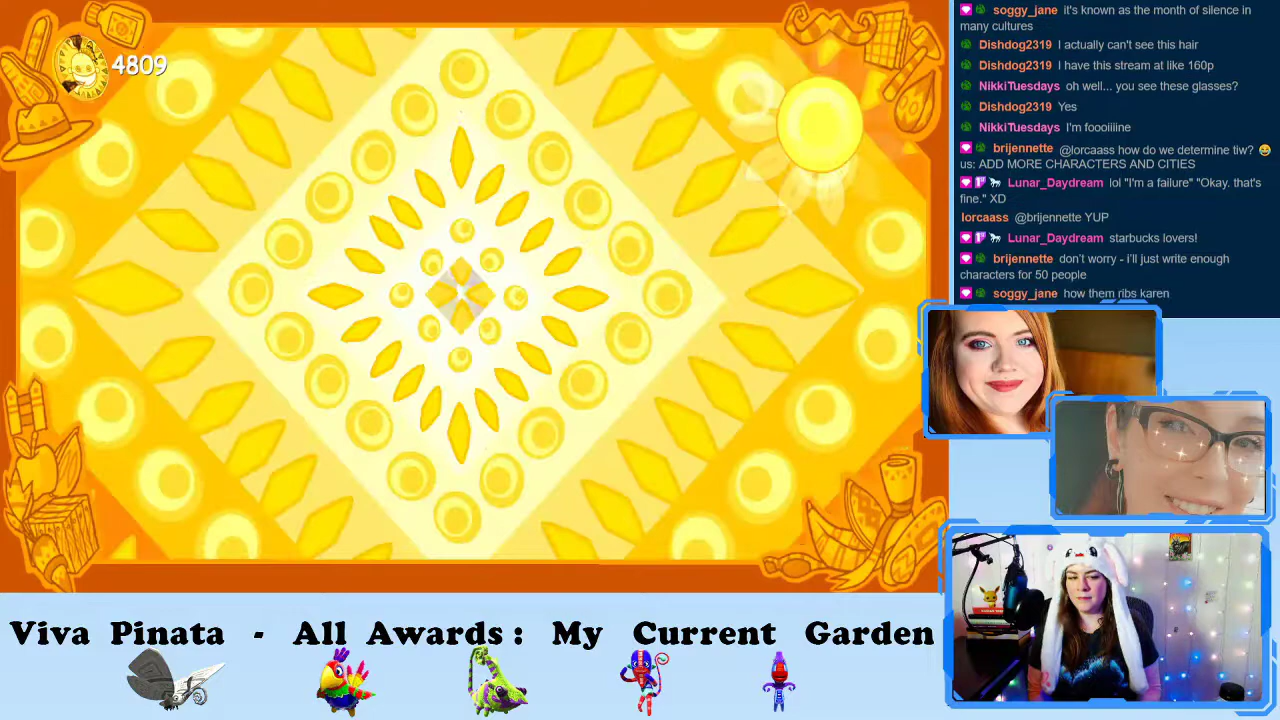 4809
soggy_jane it's known as the month of silence in
many cultures
Dishdog2319 I actually can't see this hair
Dishdog2319 I have this stream at like 160p
NikkiTuesdays oh well... you see these glasses?
Dishdog2319 Yes
NikkiTuesdays I'm foooiiiine
brijennette @lorcaass how do we determine tiw? 😂
us: ADD MORE CHARACTERS AND CITIES
Lunar_Daydream lol "I'm a failure" "Okay. that's
fine." XD
lorcaass @brijennette YUP
Lunar_Daydream starbucks lovers!
brijennette don't worry - i'll just write enough
characters for 50 people
soggy_jane how them ribs karen
Viva Pinata - All Awards: My Current Garden